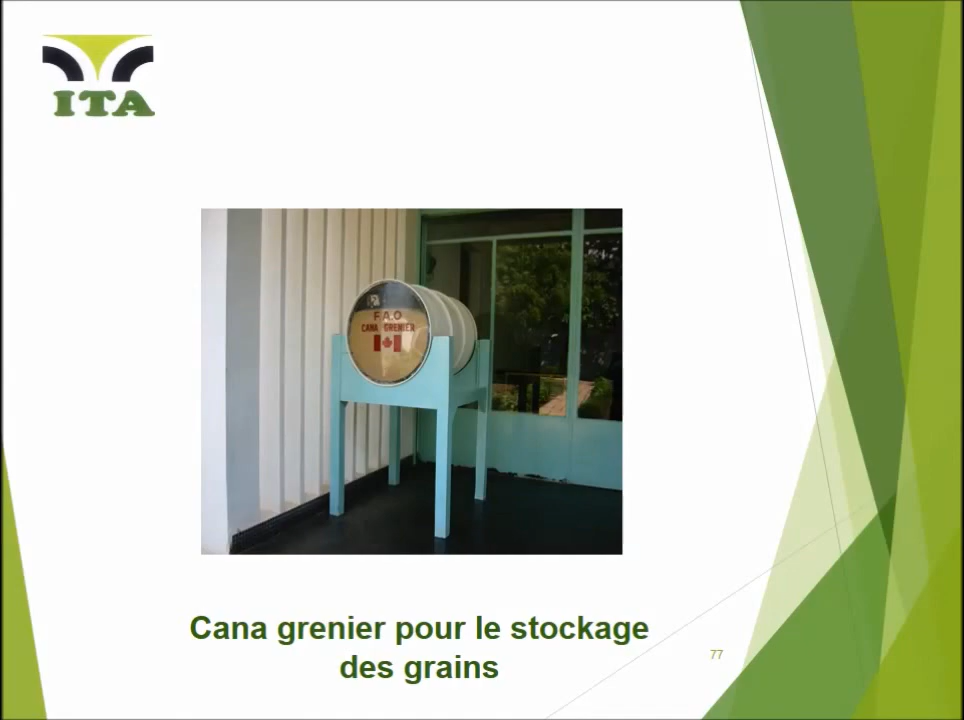 ITA
F.A.O
CANA GRENIER
Cana grenier pour le stockage
des grains
77